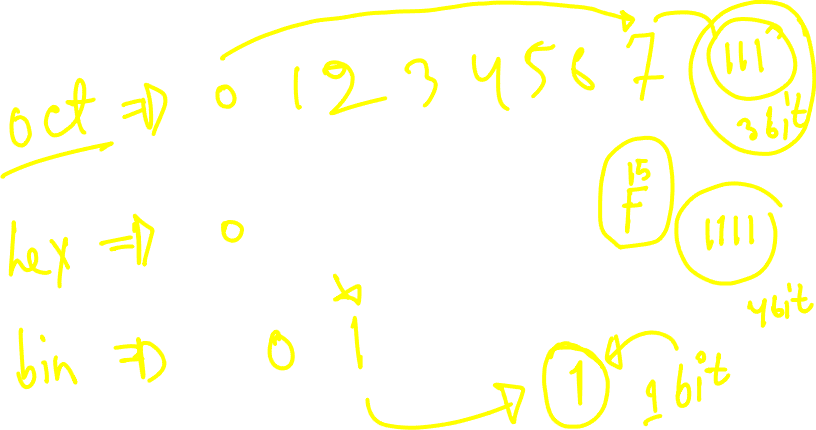 oct ⇒ 0 1 2 3 4 5 6 7 111
3 bit
15
hex ⇒ 0 F 1111
4 bit
bin ⇒ 0 1 1 1 bit